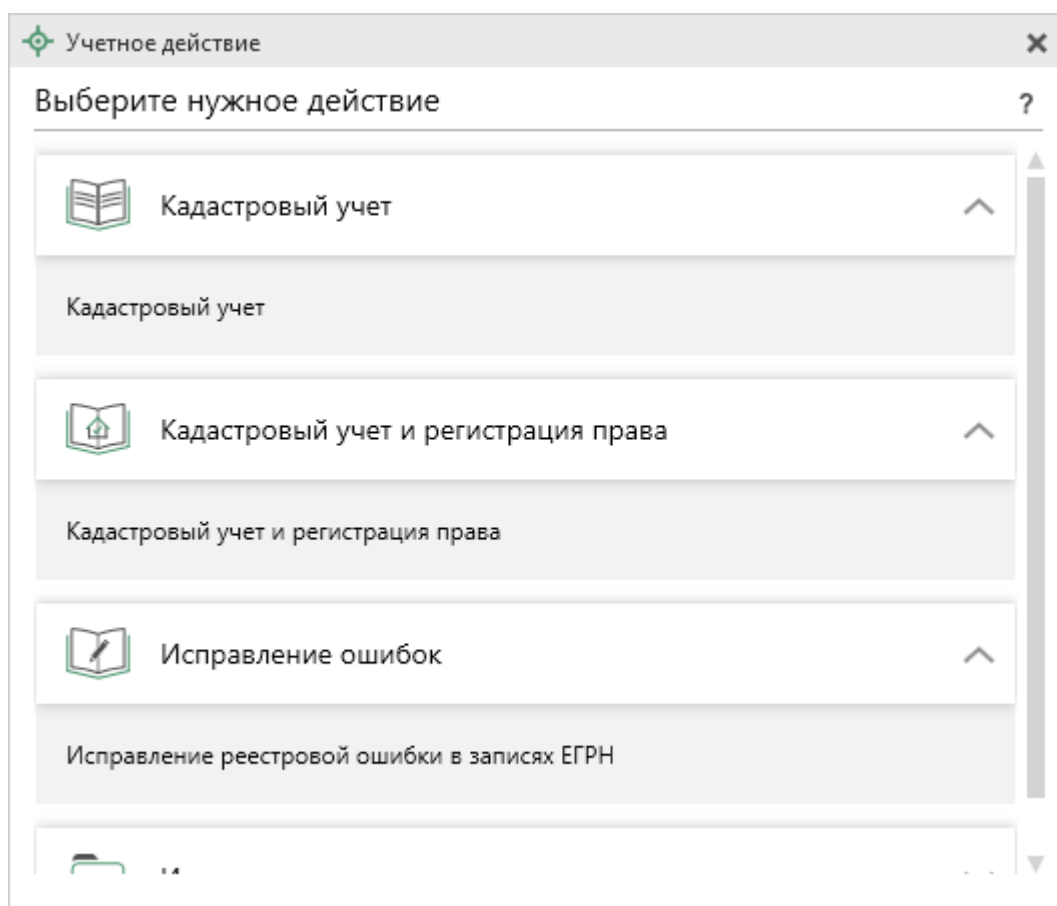 Учетное действие
Выберите нужное действие ?
Кадастровый учет
Кадастровый учет
Кадастровый учет и регистрация права
Кадастровый учет и регистрация права
Исправление ошибок
Исправление реестровой ошибки в записях ЕГРН